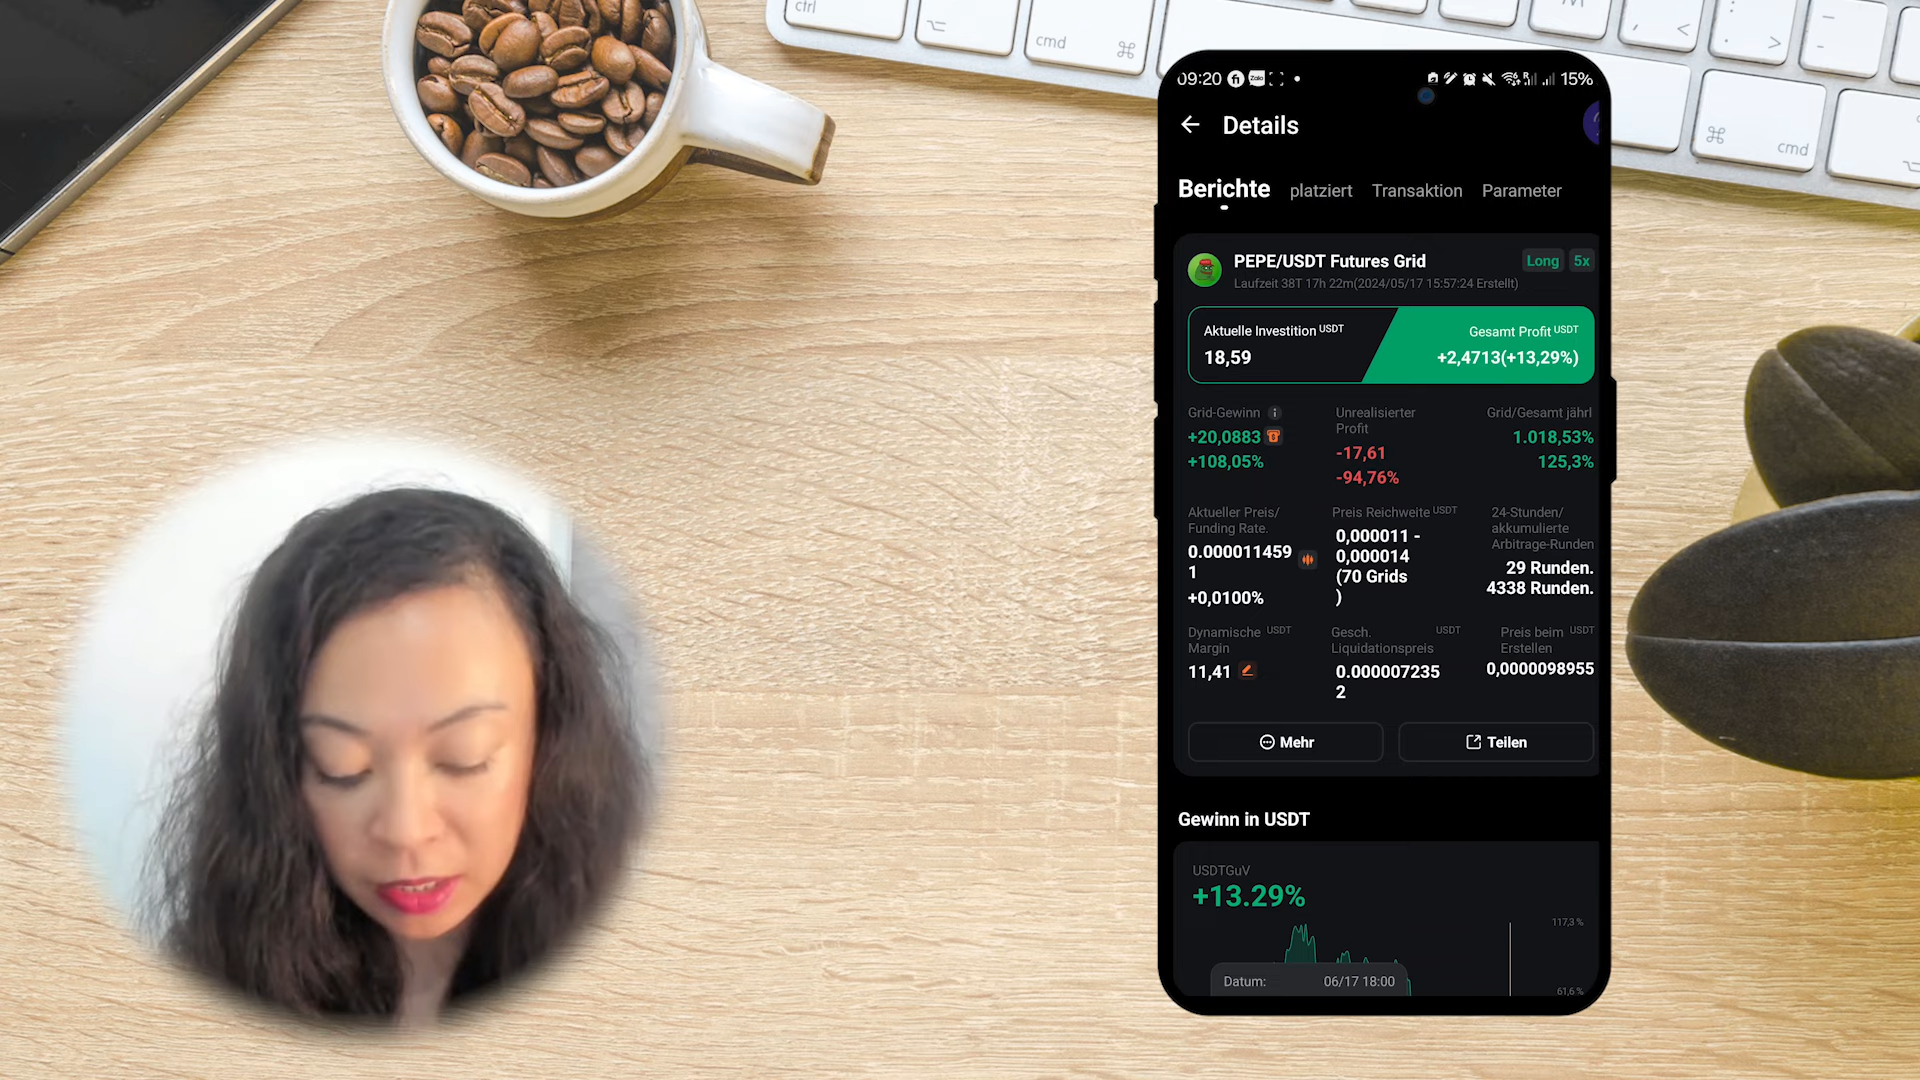 ctrl
cmd
cmd
09:20
15%
Details
Berichte platziert Transaktion Parameter
PEPE/USDT Futures Grid Long 5x
Laufzeit 38T 17h 22m(2024/05/17 15:57:24 Erstellt)
Aktuelle Investition USDT
18,59
Gesamt Profit USDT
+2,4713(+13,29%)
Grid-Gewinn
+20,0883
+108,05%
Unrealisierter
Profit
-17,61
-94,76%
Grid/Gesamt jährl
1.018,53%
125,3%
Aktueller Preis/
Funding Rate.
0.000011459
1
+0,0100%
Preis Reichweite USDT
0,000011 -
0,000014
(70 Grids
)
24-Stunden/
akkumulierte
Arbitrage-Runden
29 Runden.
4338 Runden.
Dynamische USDT
Margin
11,41
Gesch. USDT
Liquidationspreis
0.000007235
2
Preis beim USDT
Erstellen
0,0000098955
Mehr
Teilen
Gewinn in USDT
USDTGuV
+13.29%
117,3%
Datum: 06/17 18:00
61,6%